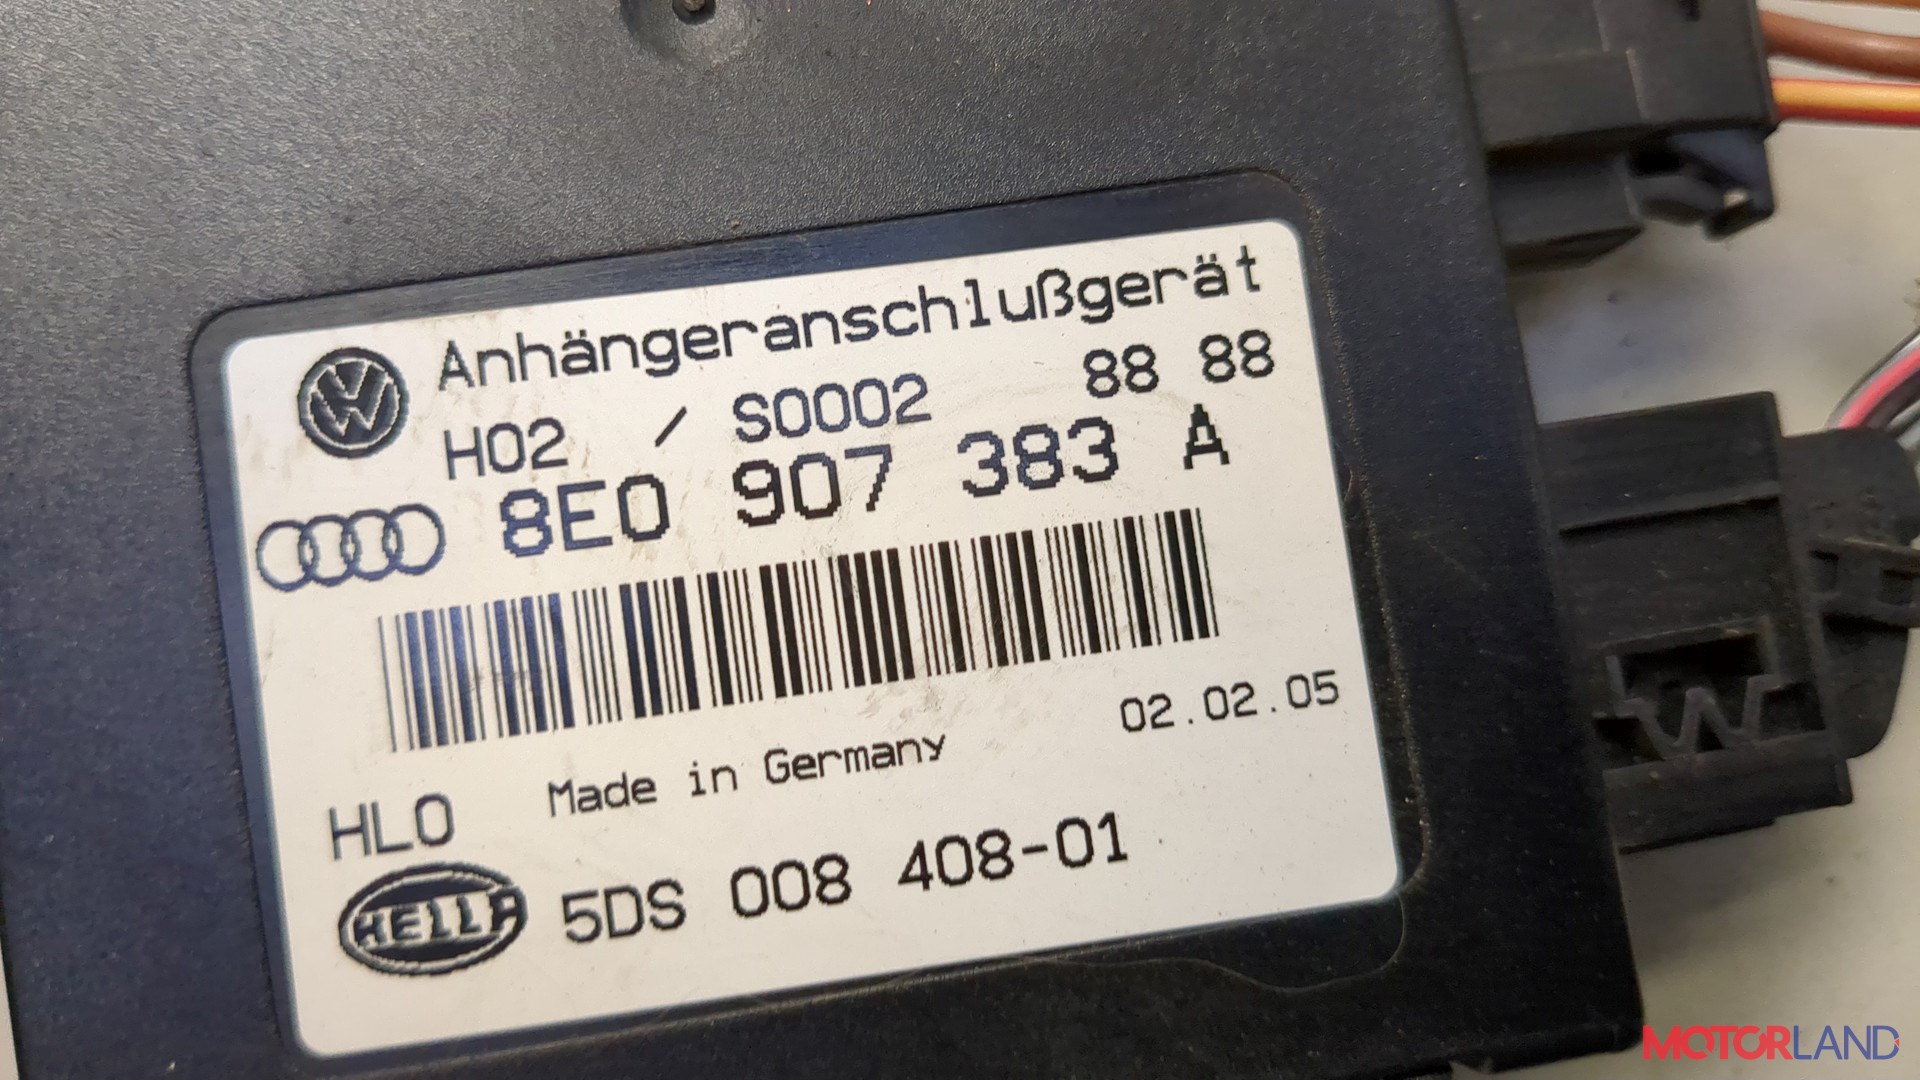 Anhängeranschlußgerät
H02 / S0002 88 88
8E0 907 383 A
02.02.05
Made in Germany
HLO
HELLA 5DS 008 408-01
MOTORLAND